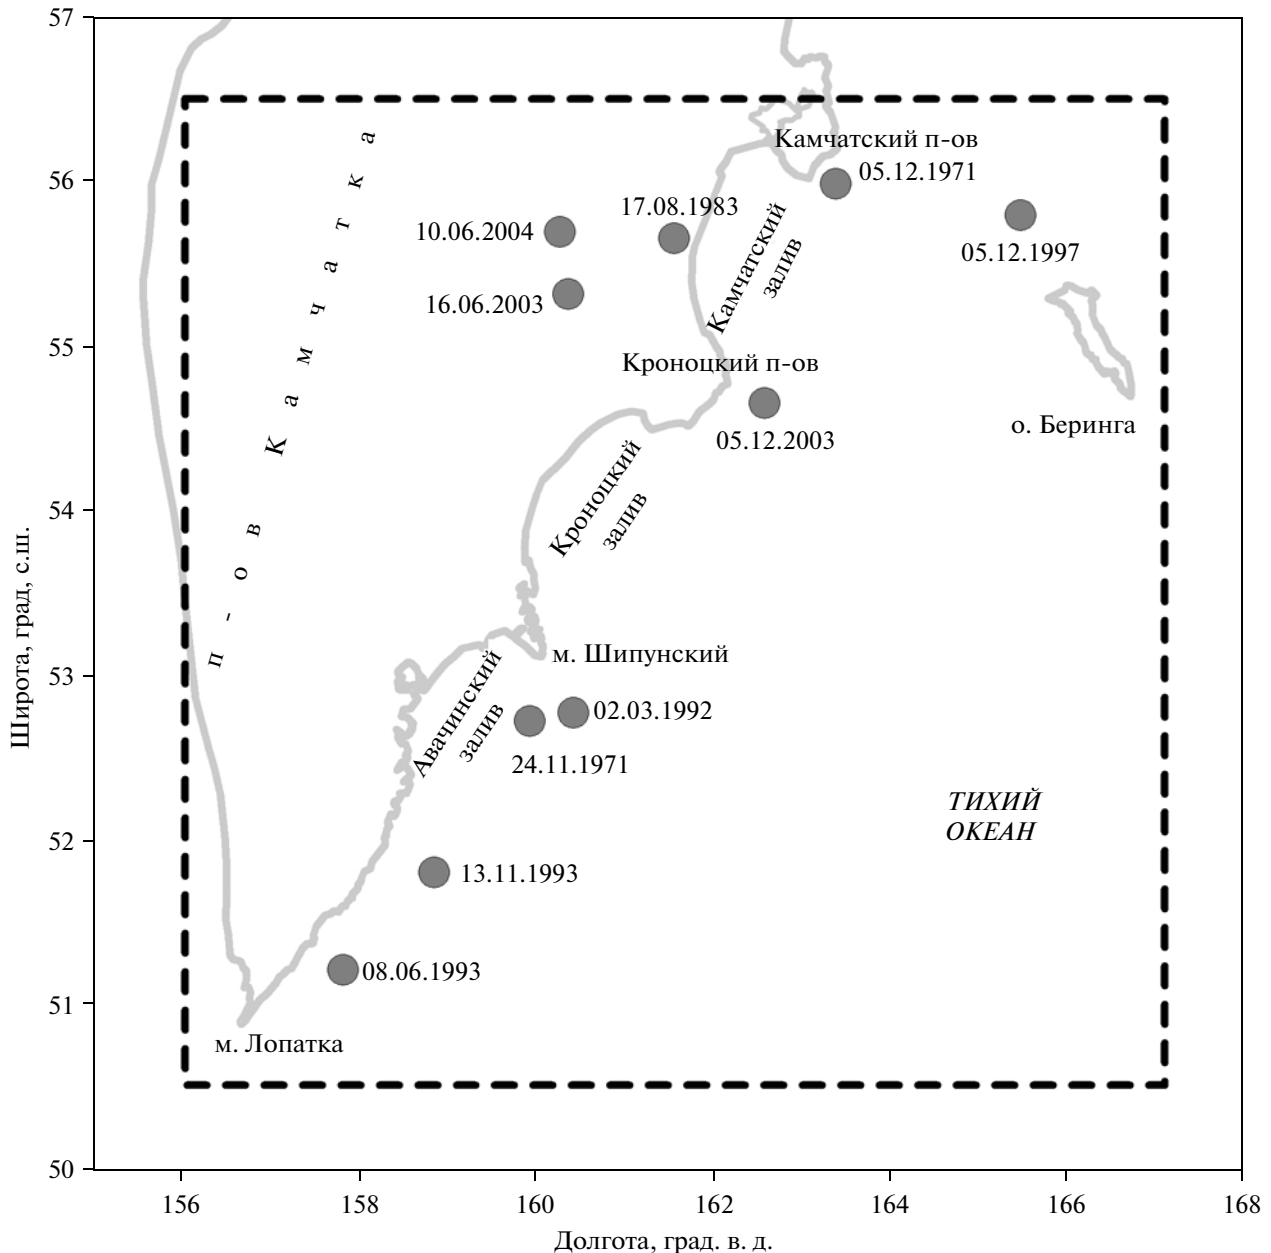 57
56
55
54
53
52
51
50
Широта, град, с.ш.
п-ов Камчатка
Камчатский п-ов
05.12.1971
17.08.1983
10.06.2004
05.12.1997
16.06.2003
Камчатский
залив
Кроноцкий п-ов
05.12.2003
о. Беринга
Кроноцкий
залив
м. Шипунский
Авачинский
залив
02.03.1992
24.11.1971
ТИХИЙ
ОКЕАН
13.11.1993
08.06.1993
м. Лопатка
156 158 160 162 164 166 168
Долгота, град. в. д.